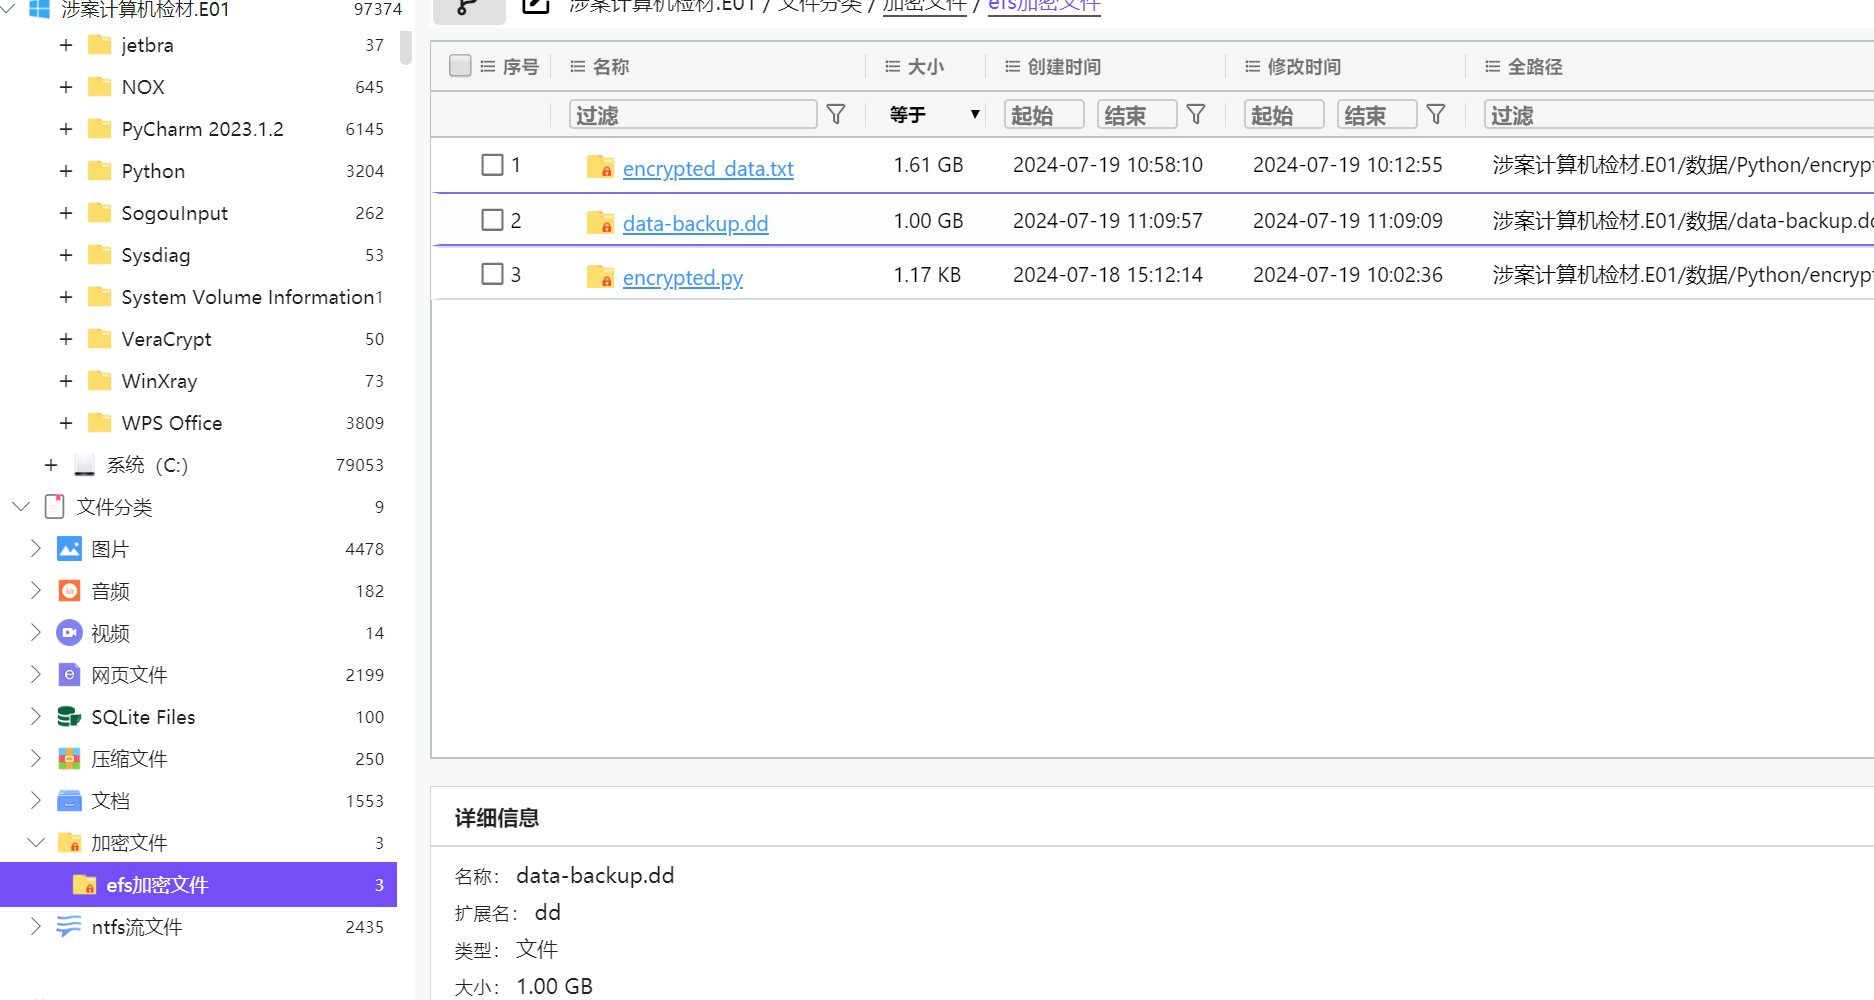 涉案计算机检材.E01 97374
jetbra 37
NOX 645
PyCharm 2023.1.2 6145
Python 3204
SogouInput 262
Sysdiag 53
System Volume Information 1
VeraCrypt 50
WinXray 73
WPS Office 3809
系统 (C:) 79053
文件分类 9
图片 4478
音频 182
视频 14
网页文件 2199
SQLite Files 100
压缩文件 250
文档 1553
加密文件 3
efs加密文件 3
ntfs流文件 2435
涉案计算机检材.E01 / 文件分类 / 加密文件 / efs加密文件
序号 名称 大小 创建时间 修改时间 全路径
过滤 等于 起始 结束 起始 结束 过滤
1 encrypted_data.txt 1.61 GB 2024-07-19 10:58:10 2024-07-19 10:12:55 涉案计算机检材.E01/数据/Python/encryp
2 data-backup.dd 1.00 GB 2024-07-19 11:09:57 2024-07-19 11:09:09 涉案计算机检材.E01/数据/data-backup.d
3 encrypted.py 1.17 KB 2024-07-18 15:12:14 2024-07-19 10:02:36 涉案计算机检材.E01/数据/Python/encryp
详细信息
名称: data-backup.dd
扩展名: dd
类型: 文件
大小: 1.00 GB